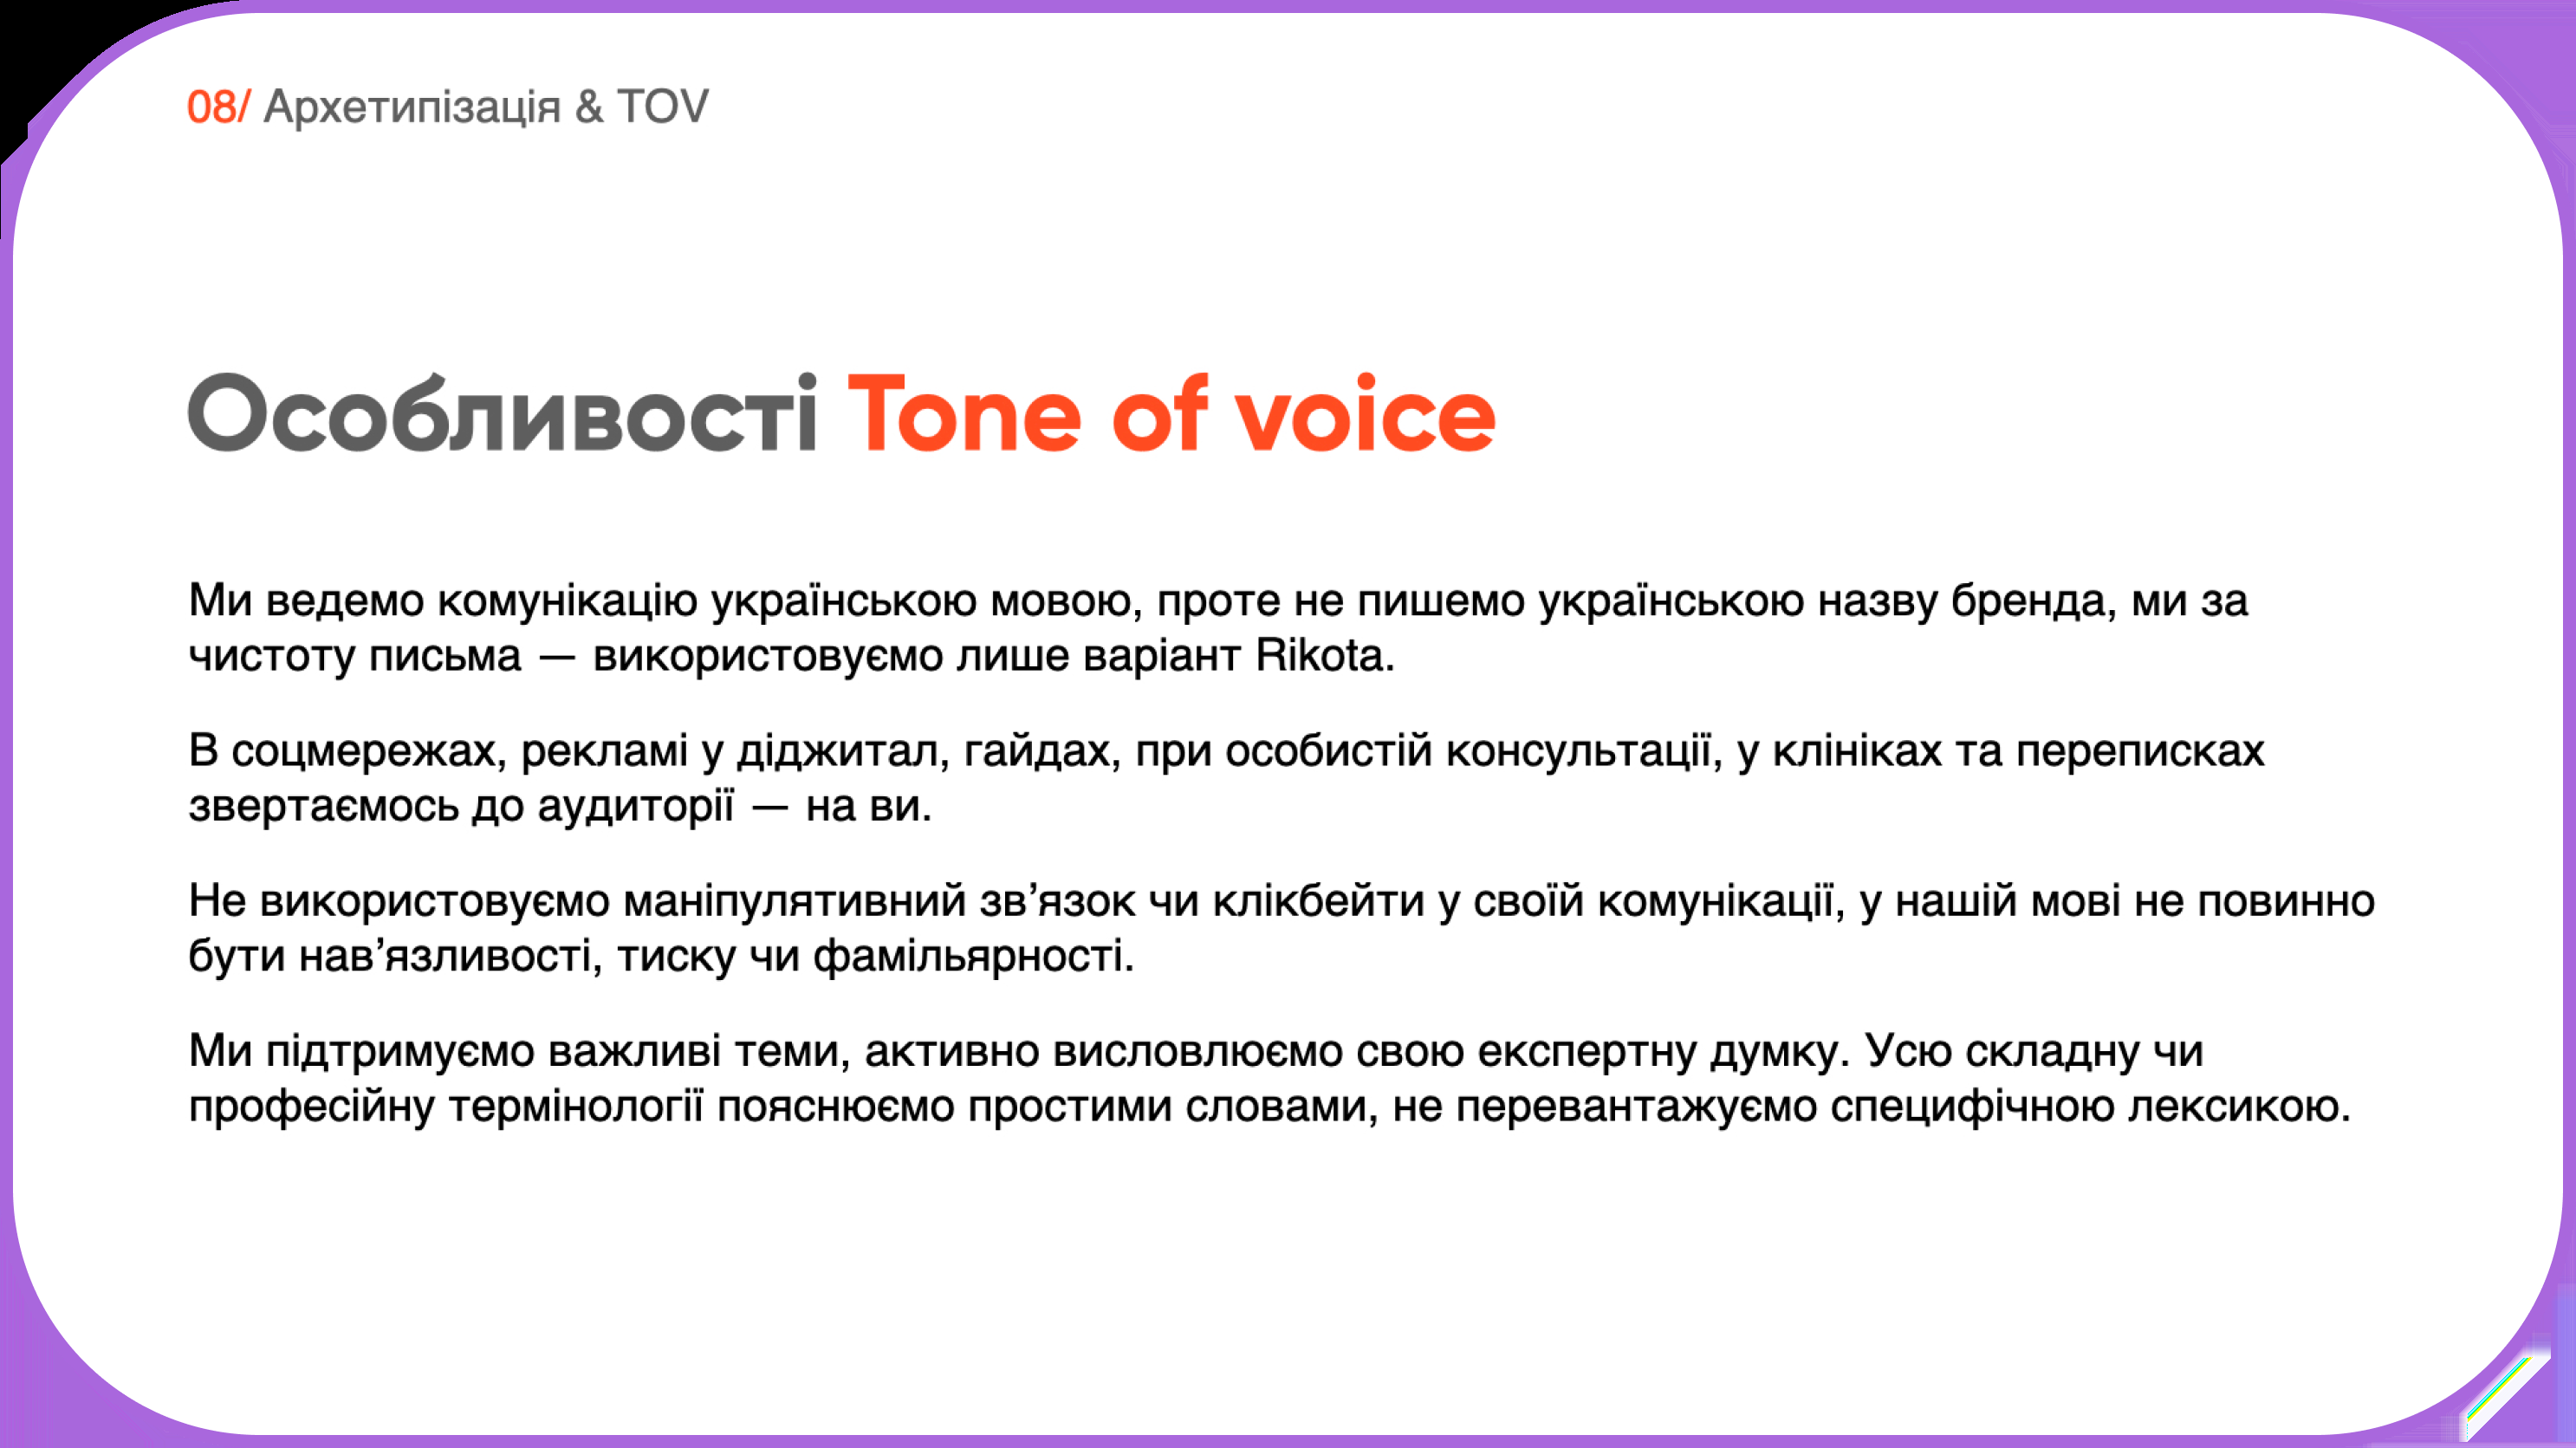 08/ Архетипізація & TOV
Особливості Tone of voice
Ми ведемо комунікацію українською мовою, проте не пишемо українською назву бренда, ми за
чистоту письма — використовуємо лише варіант Rikota.
В соцмережах, рекламі у діджитал, гайдах, при особистій консультації, у клініках та переписках
звертаємось до аудиторії — на ви.
Не використовуємо маніпулятивний зв’язок чи клікбейти у своїй комунікації, у нашій мові не повинно
бути нав’язливості, тиску чи фамільярності.
Ми підтримуємо важливі теми, активно висловлюємо свою експертну думку. Усю складну чи
професійну термінології пояснюємо простими словами, не перевантажуємо специфічною лексикою.